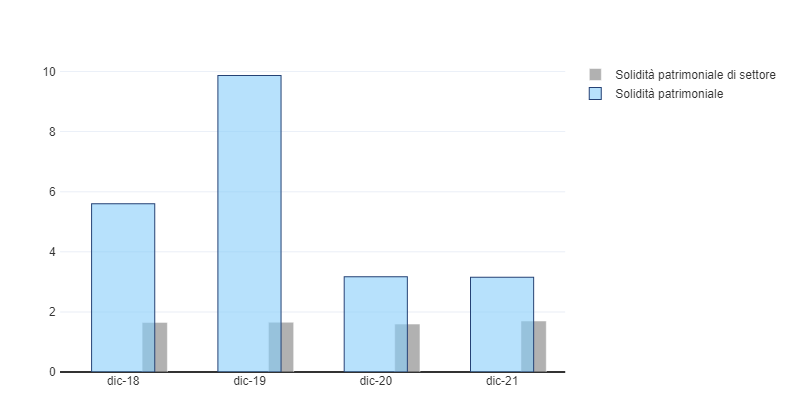 10
8
6
4
2
0
dic-18
dic-19
dic-20
dic-21
Solidità patrimoniale di settore
Solidità patrimoniale